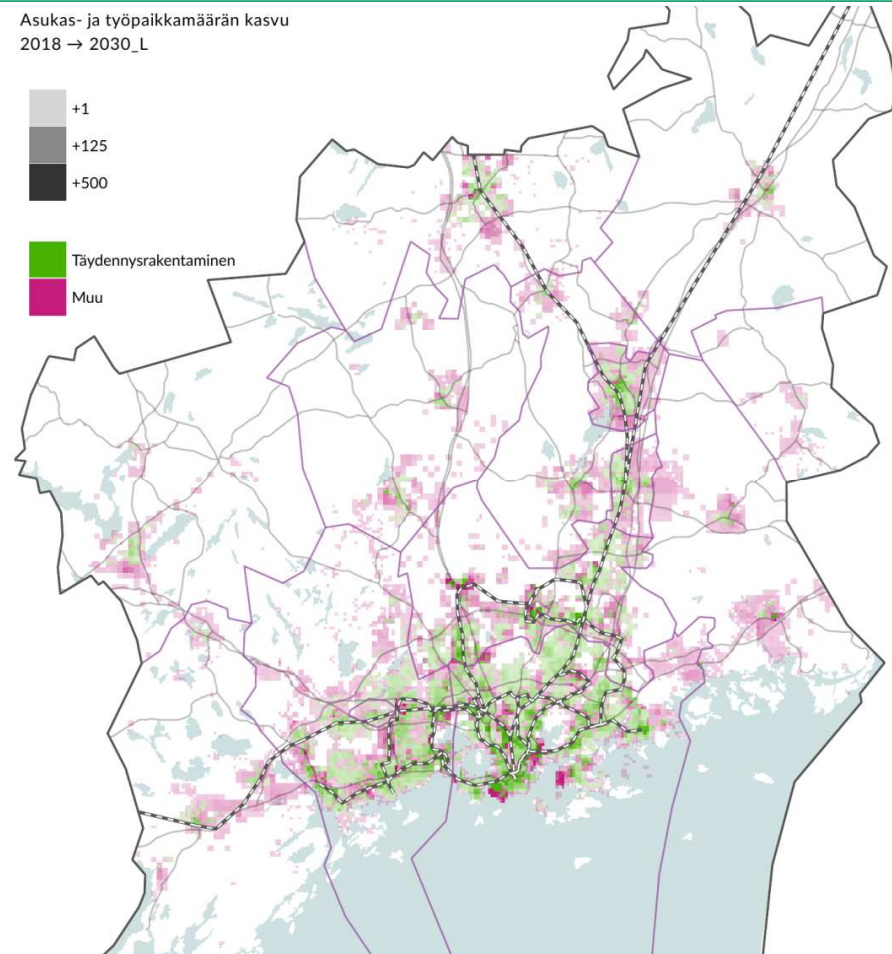 Asukas- ja työpaikkamäärän kasvu
2018 → 2030_L
+1
+125
+500
Täydennysrakentaminen
Muu